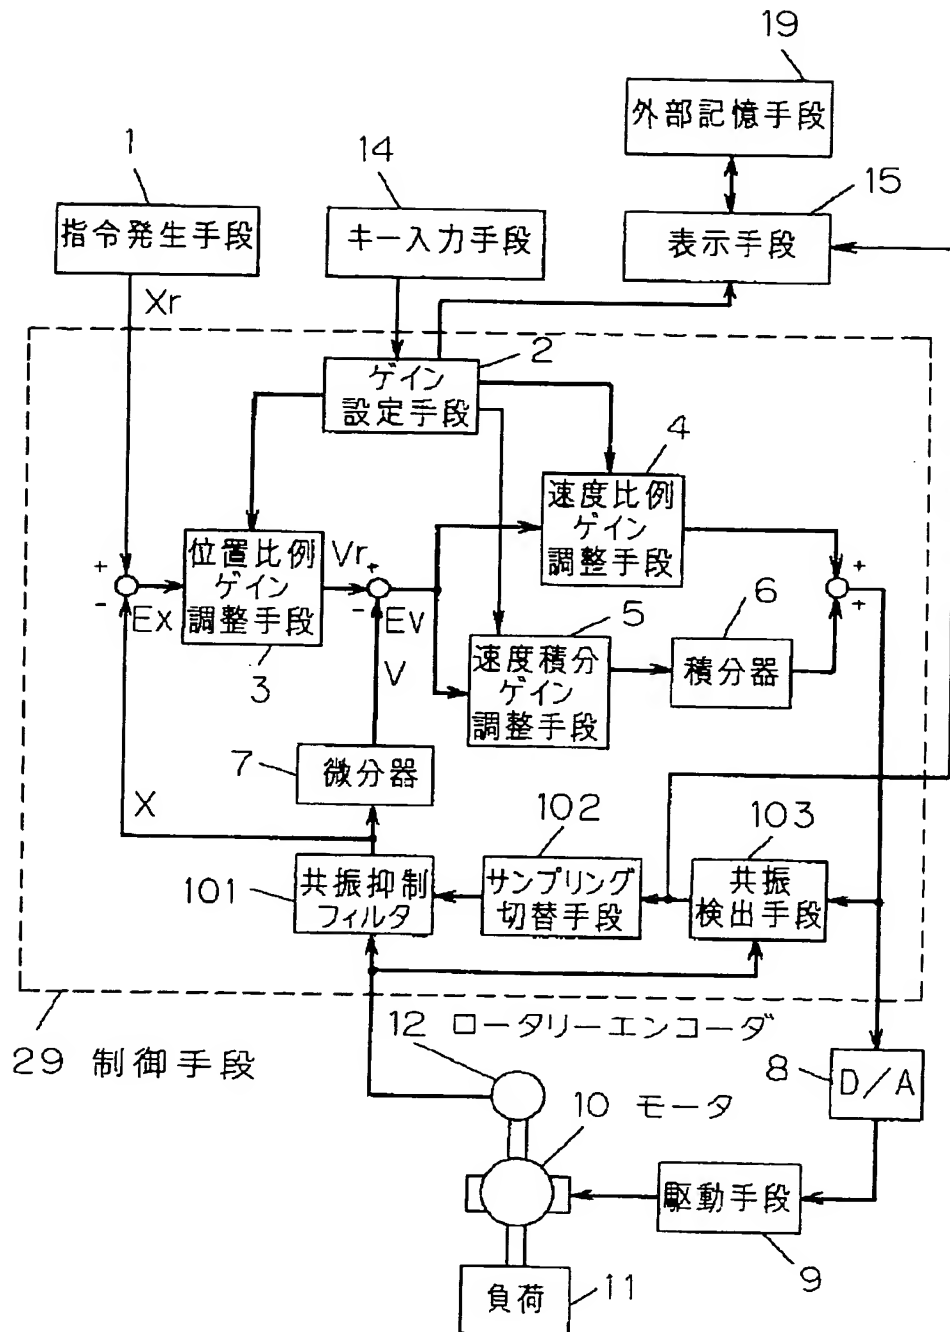 19
外部記憶手段
1
14
15
指令発生手段
キー入力手段
表示手段
Xr
2
ゲイン
設定手段
4
速度比例
ゲイン
調整手段
位置比例
ゲイン
調整手段
3
+
-
Ex
Vr
+
-
Ev
V
5
速度積分
ゲイン
調整手段
6
積分器
+
+
7
微分器
X
102
103
101
共振抑制
フィルタ
サンプリング
切替手段
共振
検出手段
29 制御手段
12 ロータリーエンコーダ
8
D/A
10 モータ
駆動手段
9
負荷
11